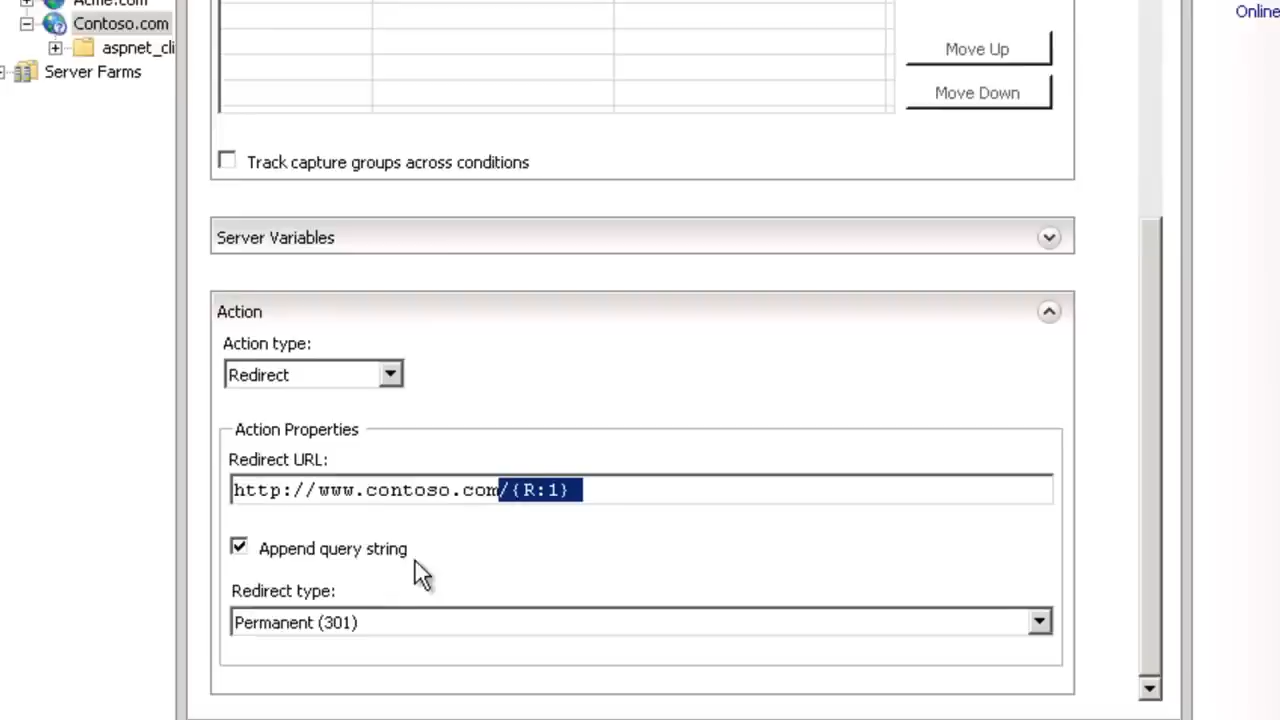 Acme.com
Online
Contoso.com
aspnet_cli
Server Farms
Move Up
Move Down
Track capture groups across conditions
Server Variables
Action
Action type:
Redirect
Action Properties
Redirect URL:
http://www.contoso.com/{R:1}
Append query string
Redirect type:
Permanent (301)